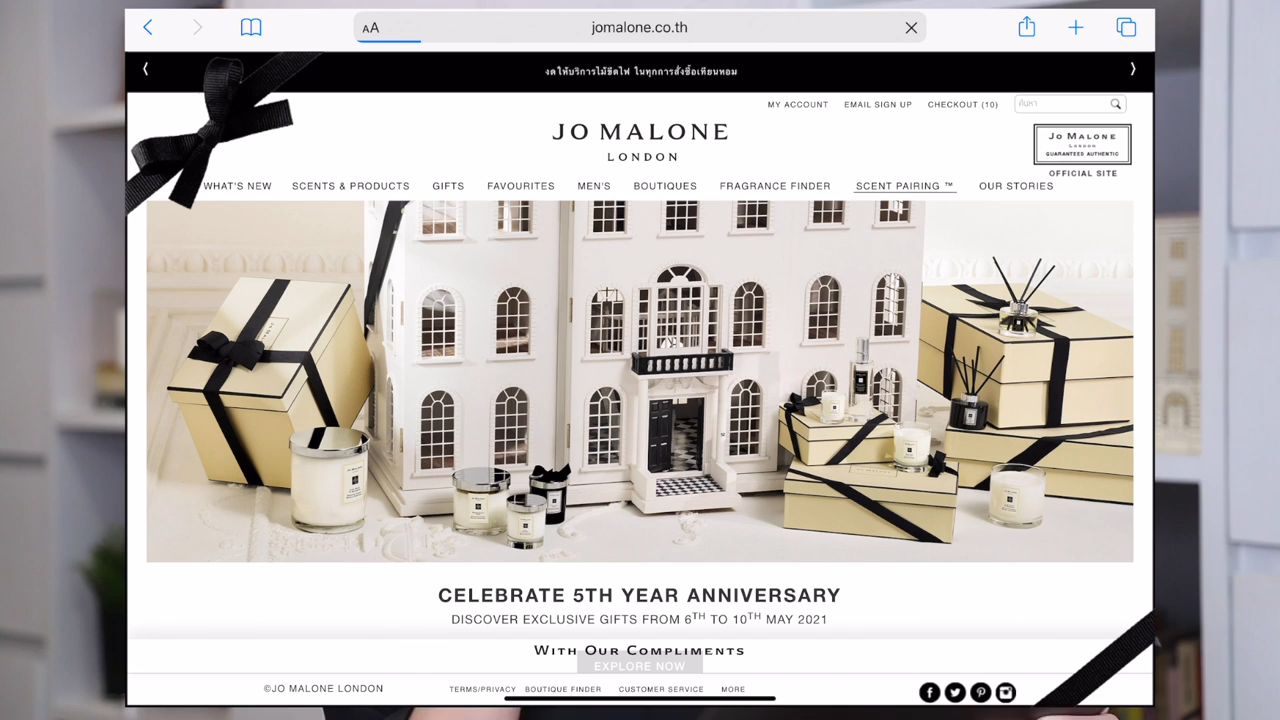 AA
jomalone.co.th
งดให้บริการไม้ขีดไฟ ในทุกการสั่งซื้อเทียนหอม
MY ACCOUNT EMAIL SIGN UP CHECKOUT (10) ค้นหา
JO MALONE
LONDON
JO MALONE
LONDON
GUARANTEED AUTHENTIC
OFFICIAL SITE
WHAT'S NEW SCENTS & PRODUCTS GIFTS FAVOURITES MEN'S BOUTIQUES FRAGRANCE FINDER SCENT PAIRING ™ OUR STORIES
CELEBRATE 5TH YEAR ANNIVERSARY
DISCOVER EXCLUSIVE GIFTS FROM 6TH TO 10TH MAY 2021
WITH OUR COMPLIMENTS
EXPLORE NOW
©JO MALONE LONDON TERMS/PRIVACY BOUTIQUE FINDER CUSTOMER SERVICE MORE